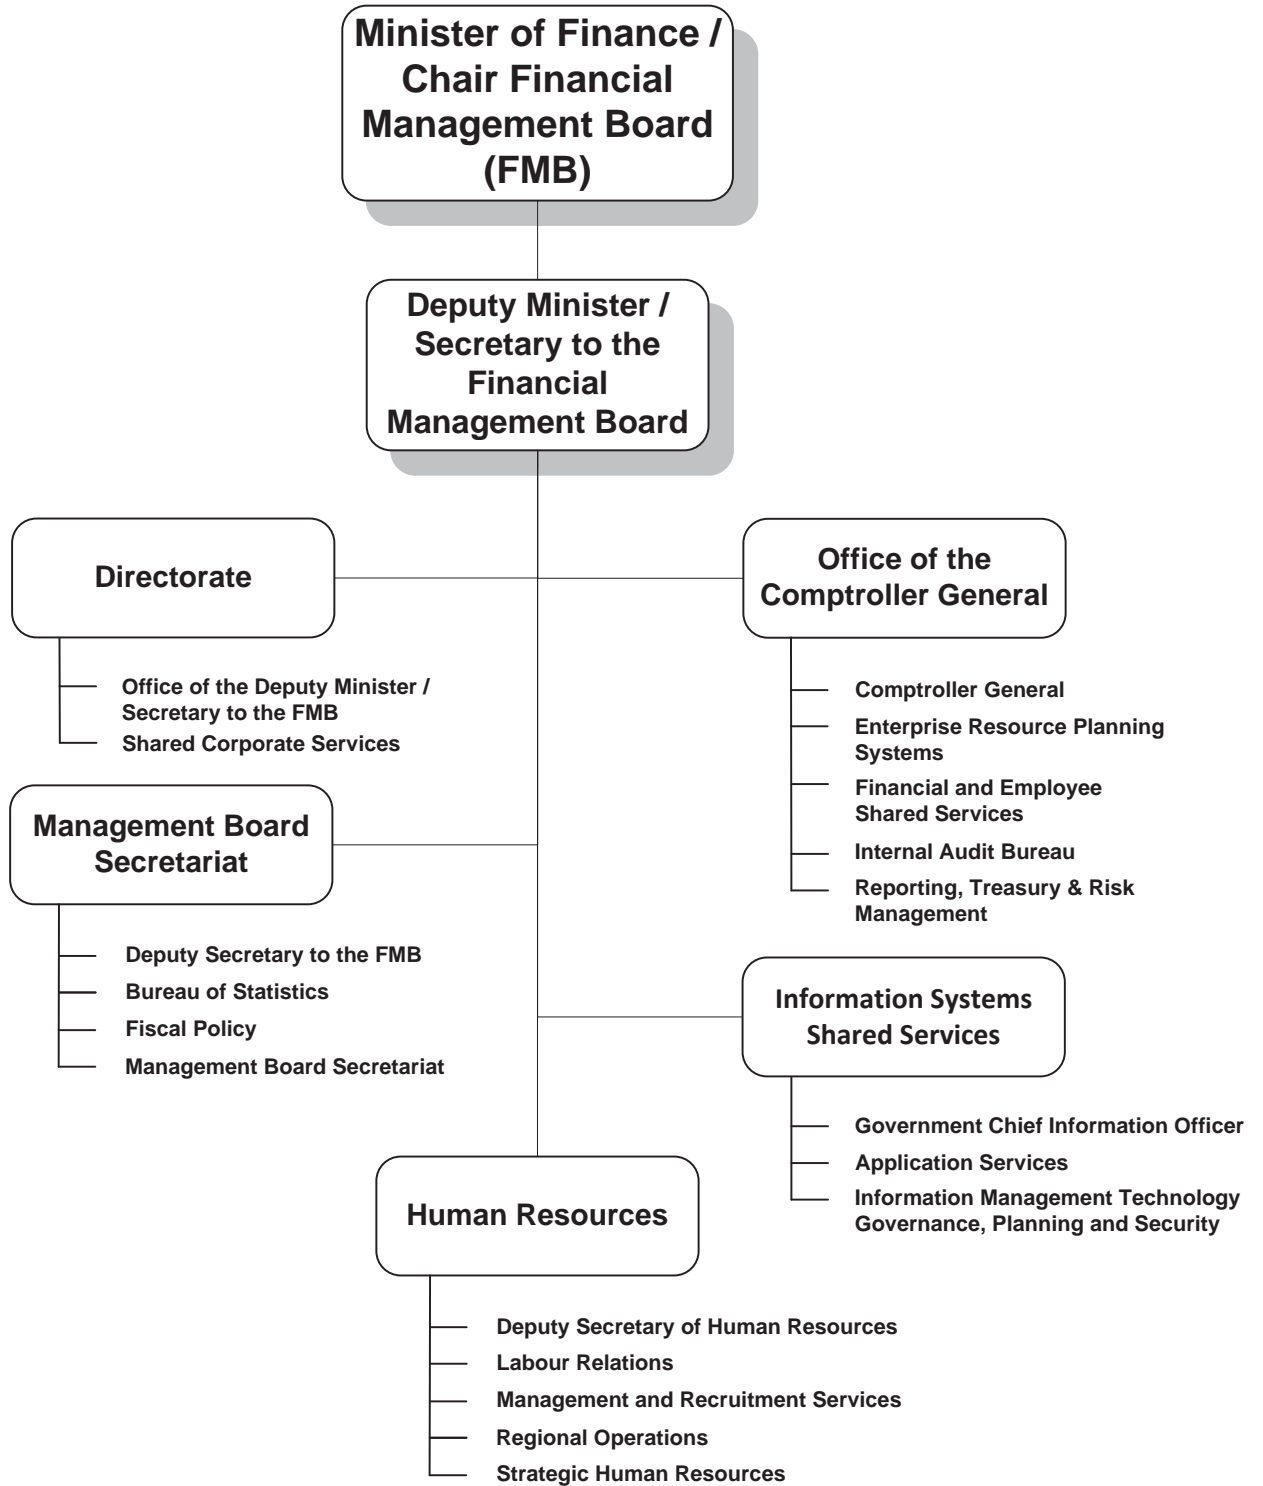 Minister of Finance /
Chair Financial
Management Board
(FMB)
Deputy Minister /
Secretary to the
Financial
Management Board
Directorate
Office of the Deputy Minister /
Secretary to the FMB
Shared Corporate Services
Office of the
Comptroller General
Comptroller General
Enterprise Resource Planning
Systems
Financial and Employee
Shared Services
Internal Audit Bureau
Reporting, Treasury & Risk
Management
Management Board
Secretariat
Deputy Secretary to the FMB
Bureau of Statistics
Fiscal Policy
Management Board Secretariat
Information Systems
Shared Services
Government Chief Information Officer
Application Services
Information Management Technology
Governance, Planning and Security
Human Resources
Deputy Secretary of Human Resources
Labour Relations
Management and Recruitment Services
Regional Operations
Strategic Human Resources